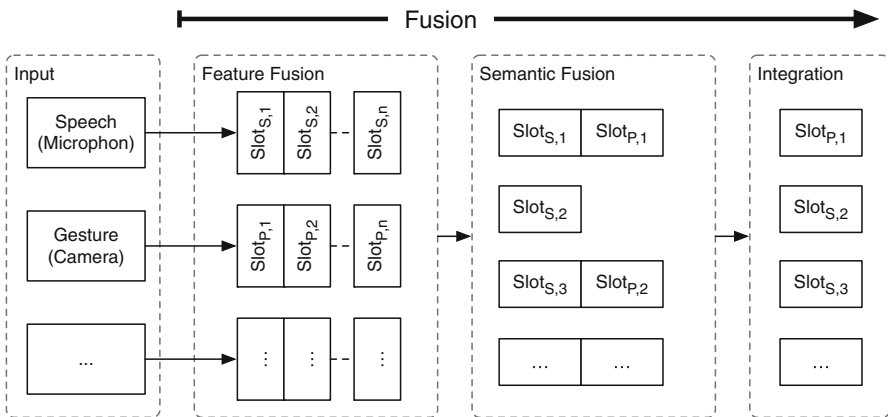 Fusion
Input
Feature Fusion
Semantic Fusion
Integration
Speech
(Microphon)
Slot_S,1
Slot_S,2
Slot_S,n
Slot_S,1
Slot_P,1
Slot_P,1
Slot_S,2
Slot_S,2
Gesture
(Camera)
Slot_P,1
Slot_P,2
Slot_P,n
Slot_S,3
Slot_P,2
Slot_S,3
...
...
...
...
...
...
...